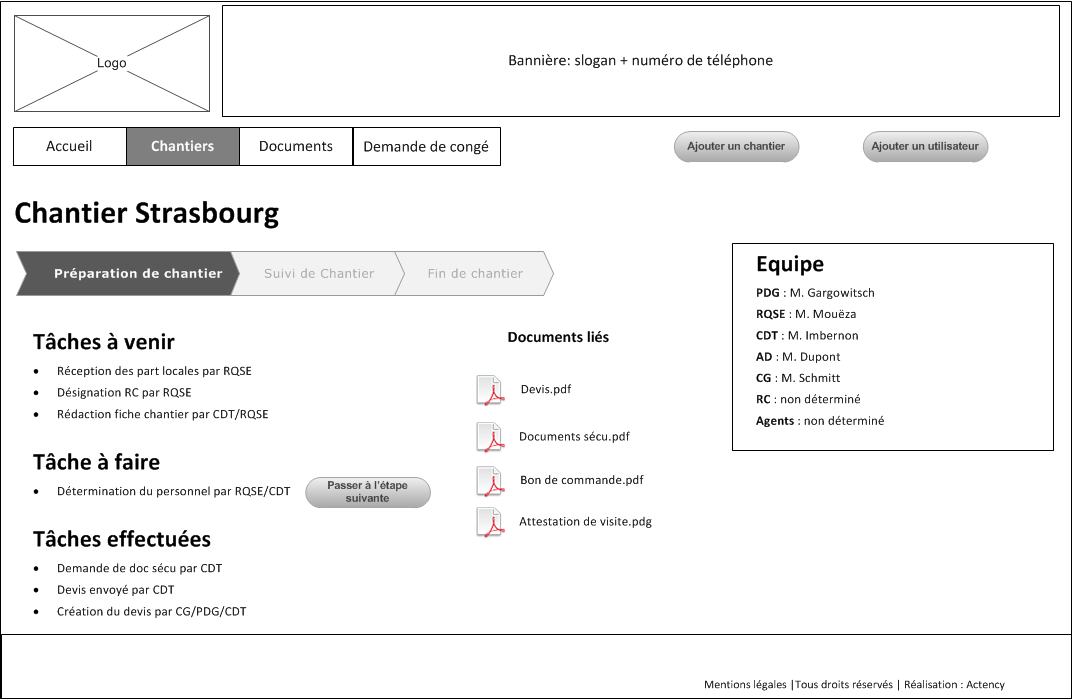 Logo
Bannière: slogan + numéro de téléphone
Accueil
Chantiers
Documents
Demande de congé
Ajouter un chantier
Ajouter un utilisateur
Chantier Strasbourg
Préparation de chantier
Suivi de Chantier
Fin de chantier
Tâches à venir
Réception des part locales par RQSE
Désignation RC par RQSE
Rédaction fiche chantier par CDT/RQSE
Tâche à faire
Détermination du personnel par RQSE/CDT
Passer à l'étape
suivante
Tâches effectuées
Demande de doc sécu par CDT
Devis envoyé par CDT
Création du devis par CG/PDG/CDT
Documents liés
Devis.pdf
Documents sécu.pdf
Bon de commande.pdf
Attestation de visite.pdg
Equipe
PDG : M. Gargowitsch
RQSE : M. Mouëza
CDT : M. Imbernon
AD : M. Dupont
CG : M. Schmitt
RC : non déterminé
Agents : non déterminé
Mentions légales |Tous droits réservés | Réalisation : Actency